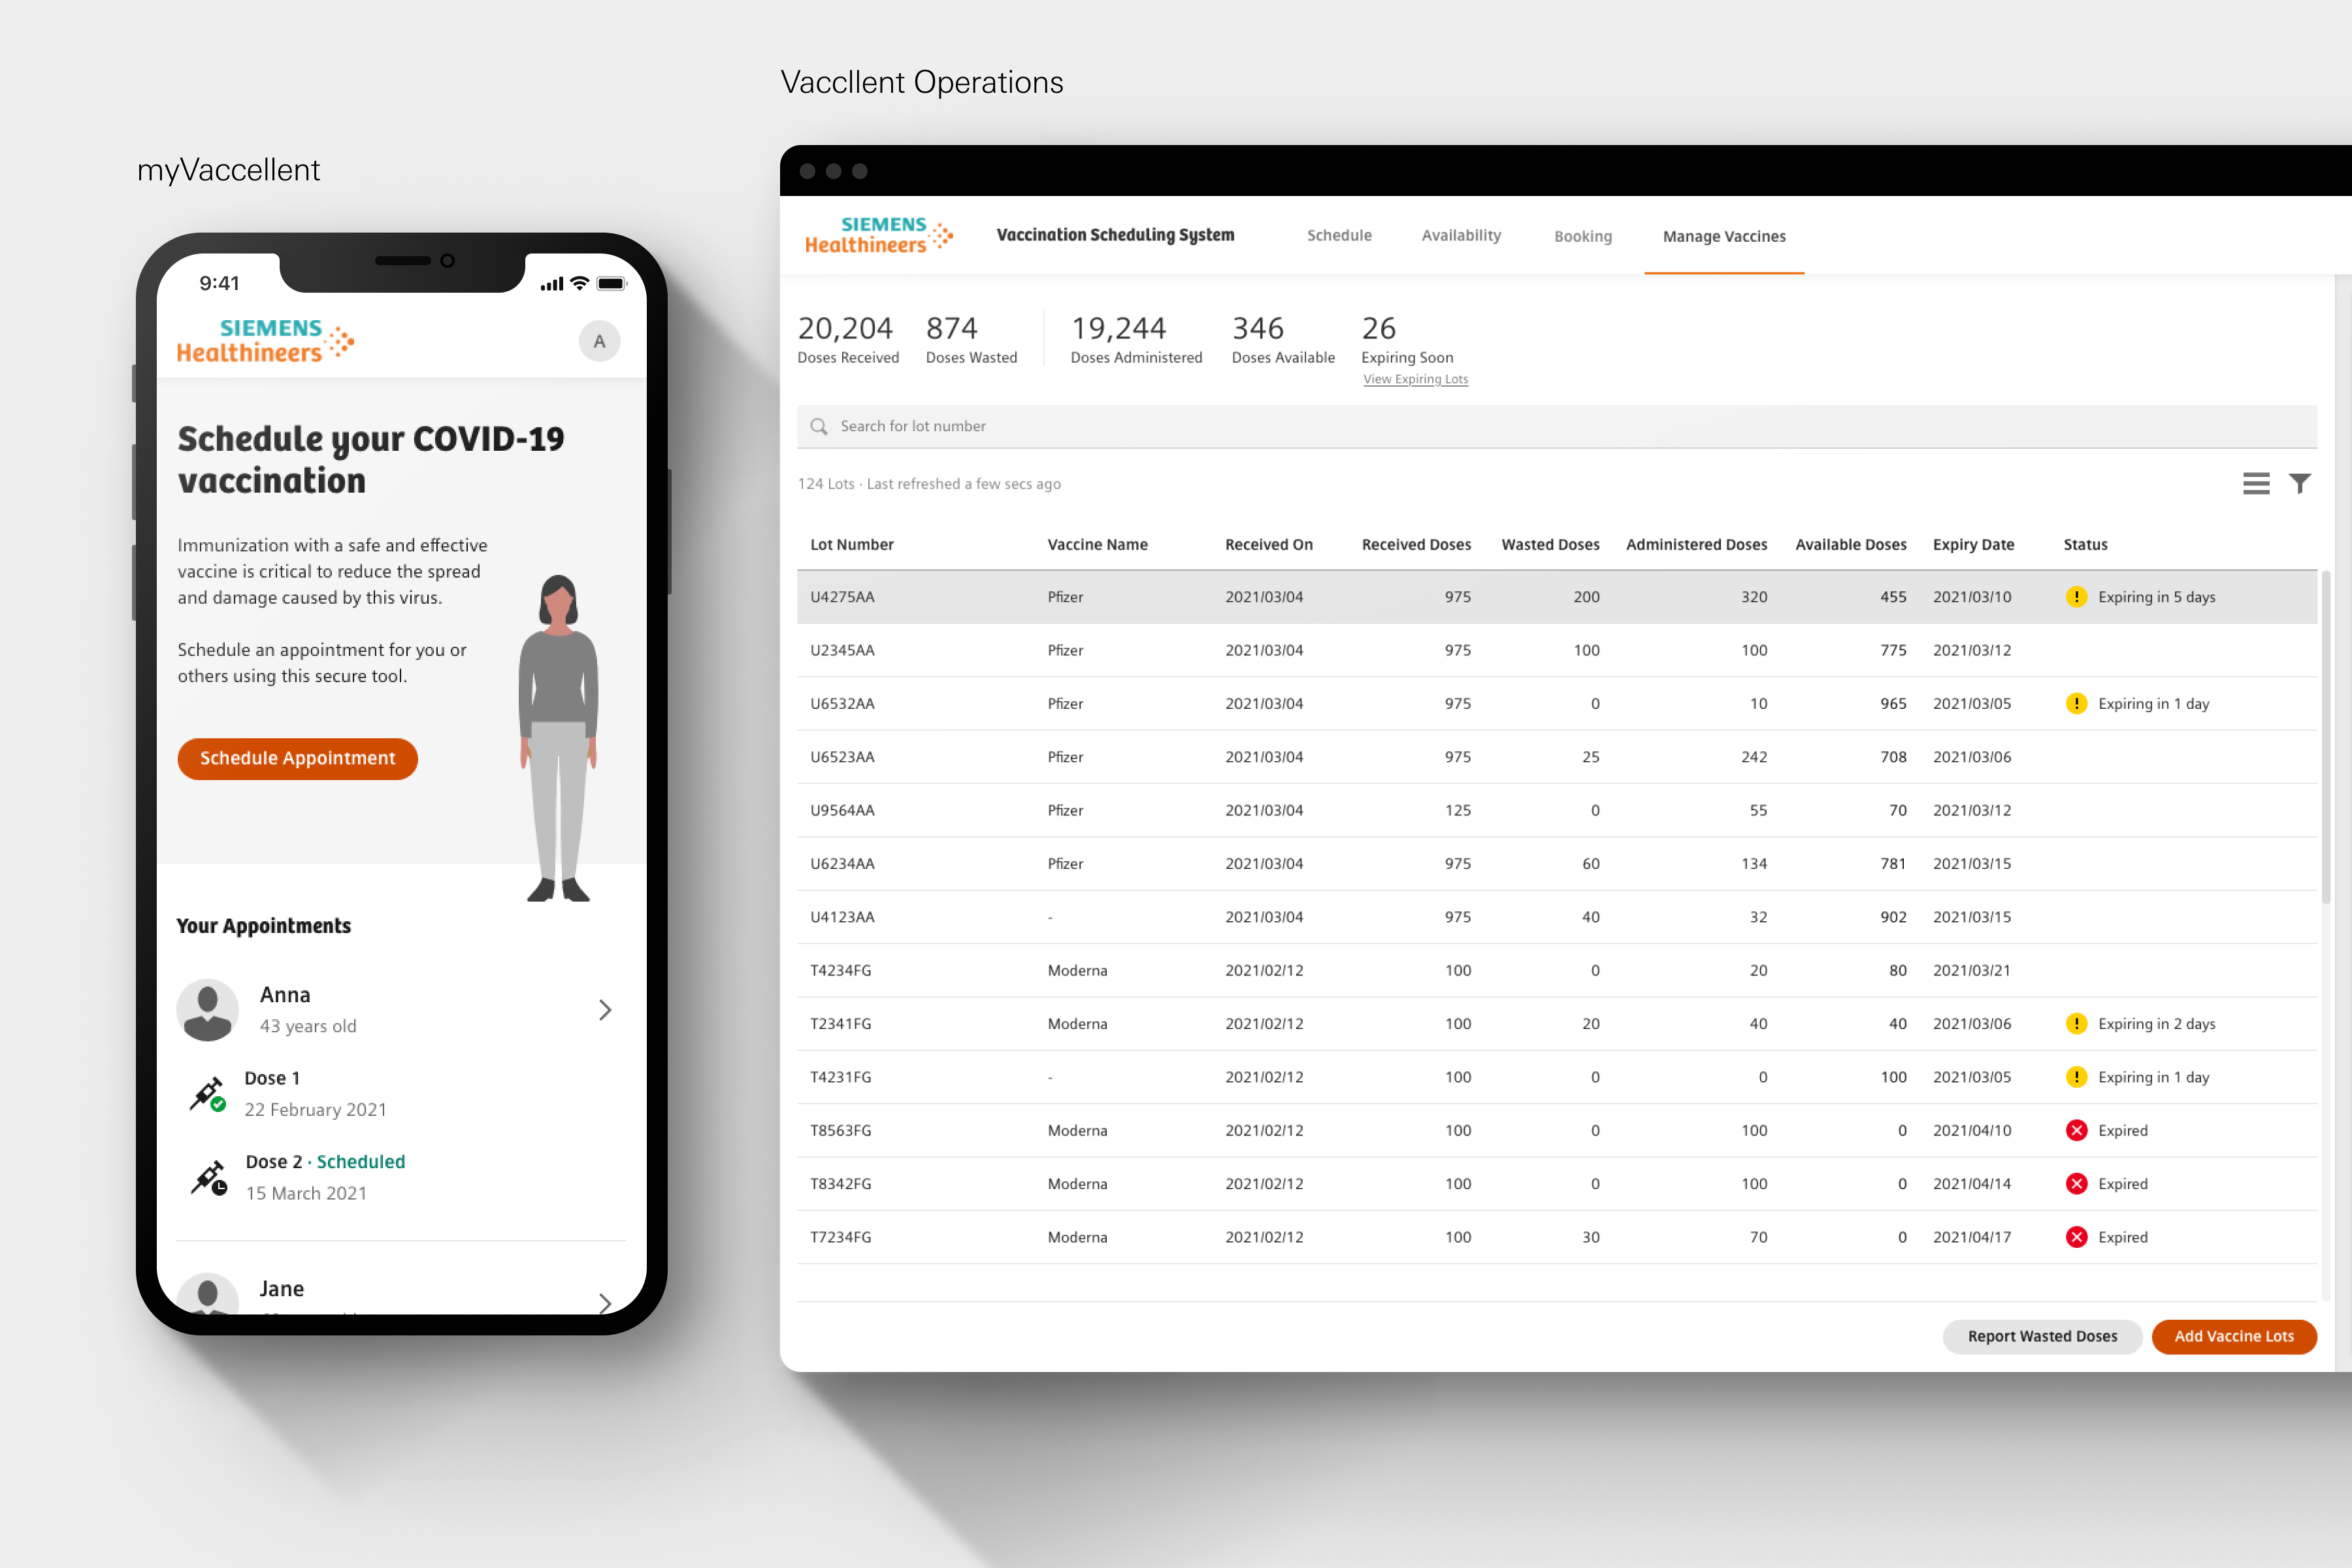 Vaccllent Operations
myVaccellent
9:41
SIEMENS
Healthineers
A
Schedule your COVID-19
vaccination
Immunization with a safe and effective
vaccine is critical to reduce the spread
and damage caused by this virus.
Schedule an appointment for you or
others using this secure tool.
Schedule Appointment
Your Appointments
Anna
43 years old
Dose 1
22 February 2021
Dose 2 · Scheduled
15 March 2021
Jane
SIEMENS
Healthineers
Vaccination Scheduling System Schedule Availability Booking Manage Vaccines
20,204 874 19,244 346 26
Doses Received Doses Wasted Doses Administered Doses Available Expiring Soon
View Expiring Lots
Search for lot number
124 Lots · Last refreshed a few secs ago
Lot Number Vaccine Name Received On Received Doses Wasted Doses Administered Doses Available Doses Expiry Date Status
U4275AA Pfizer 2021/03/04 975 200 320 455 2021/03/10 ! Expiring in 5 days
U2345AA Pfizer 2021/03/04 975 100 100 775 2021/03/12
U6532AA Pfizer 2021/03/04 975 0 10 965 2021/03/05 ! Expiring in 1 day
U6523AA Pfizer 2021/03/04 975 25 242 708 2021/03/06
U9564AA Pfizer 2021/03/04 125 0 55 70 2021/03/12
U6234AA Pfizer 2021/03/04 975 60 134 781 2021/03/15
U4123AA - 2021/03/04 975 40 32 902 2021/03/15
T4234FG Moderna 2021/02/12 100 0 20 80 2021/03/21
T2341FG Moderna 2021/02/12 100 20 40 40 2021/03/06 ! Expiring in 2 days
T4231FG - 2021/02/12 100 0 0 100 2021/03/05 ! Expiring in 1 day
T8563FG Moderna 2021/02/12 100 0 100 0 2021/04/10 Expired
T8342FG Moderna 2021/02/12 100 0 100 0 2021/04/14 Expired
T7234FG Moderna 2021/02/12 100 30 70 0 2021/04/17 Expired
Report Wasted Doses Add Vaccine Lots